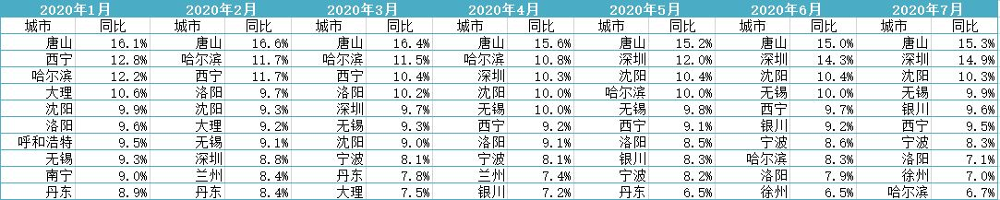 2020年1月 2020年2月 2020年3月 2020年4月 2020年5月 2020年6月 2020年7月
城市 同比 城市 同比 城市 同比 城市 同比 城市 同比 城市 同比 城市 同比
唐山 16.1% 唐山 16.6% 唐山 16.4% 唐山 15.6% 唐山 15.2% 唐山 15.0% 唐山 15.3%
西宁 12.8% 哈尔滨 11.7% 哈尔滨 11.5% 哈尔滨 10.8% 深圳 12.0% 深圳 14.3% 深圳 14.9%
哈尔滨 12.2% 西宁 11.7% 西宁 10.4% 深圳 10.3% 沈阳 10.4% 沈阳 10.4% 沈阳 10.3%
大理 10.6% 洛阳 9.7% 洛阳 10.2% 沈阳 10.0% 哈尔滨 10.0% 无锡 10.0% 无锡 9.9%
沈阳 9.9% 沈阳 9.3% 深圳 9.7% 无锡 10.0% 无锡 9.8% 西宁 9.7% 银川 9.6%
洛阳 9.6% 大理 9.2% 无锡 9.3% 西宁 9.2% 西宁 9.1% 银川 9.2% 西宁 9.5%
呼和浩特 9.5% 无锡 9.1% 沈阳 9.0% 洛阳 9.1% 洛阳 8.5% 宁波 8.6% 宁波 8.3%
无锡 9.3% 深圳 8.8% 宁波 8.1% 宁波 8.1% 银川 8.3% 哈尔滨 8.3% 洛阳 7.1%
南宁 9.0% 兰州 8.4% 丹东 7.8% 兰州 7.4% 宁波 8.2% 洛阳 7.9% 徐州 7.0%
丹东 8.9% 丹东 8.4% 大理 7.5% 银川 7.2% 丹东 6.5% 徐州 6.5% 哈尔滨 6.7%